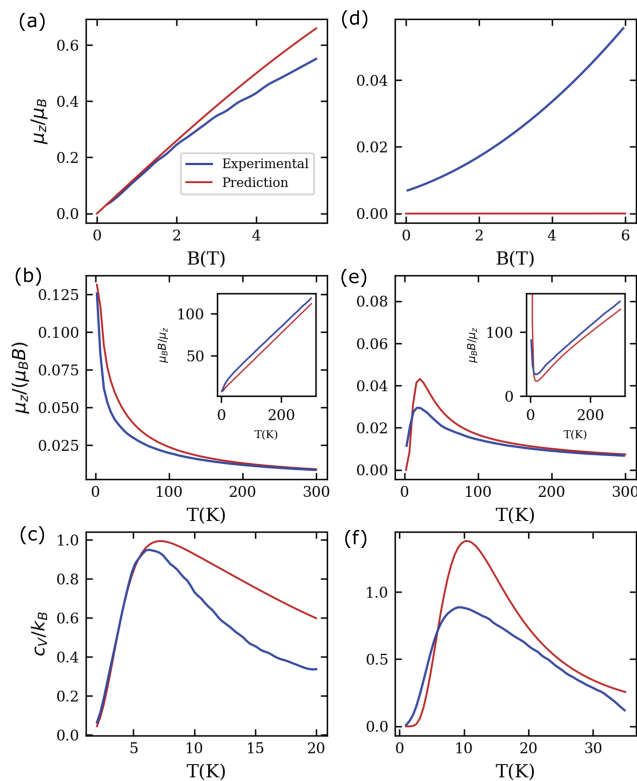 (a)
0.6
0.4
0.2
0.0
μz/μB
Experimental
Prediction
0
2
4
B(T)
(d)
0.04
0.02
0.00
0
2
4
6
B(T)
(b)
0.125
0.100
0.075
0.050
0.025
μz/(μBB)
100
50
μBB/μz
0
200
T(K)
0
100
200
300
T(K)
(e)
0.08
0.06
0.04
0.02
0.00
100
0
μBB/μz
0
200
T(K)
0
100
200
300
T(K)
(c)
1.0
0.8
0.6
0.4
0.2
0.0
cV/kB
5
10
15
20
T(K)
(f)
1.0
0.5
0.0
0
10
20
30
T(K)